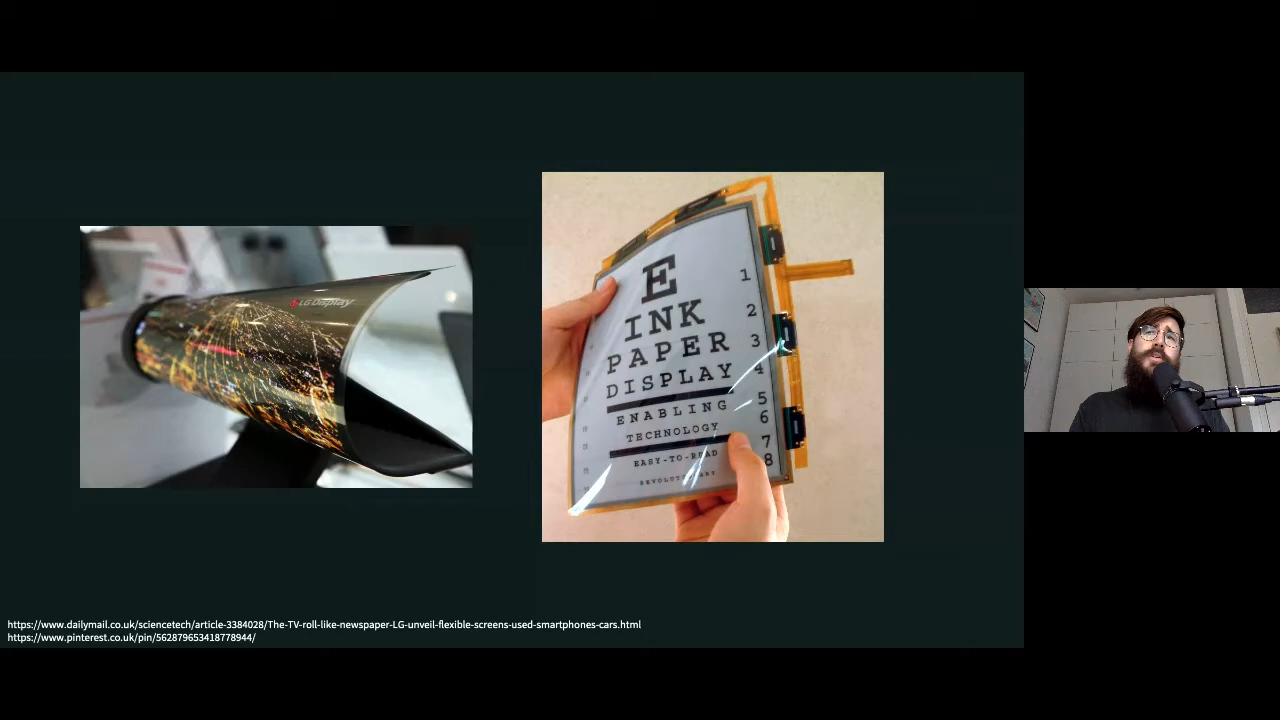 LG Display
E
INK
PAPER
DISPLAY
ENABLING
TECHNOLOGY
EASY-TO-READ
REVOLUTIONARY
1
2
3
4
5
6
7
8
https://www.dailymail.co.uk/sciencetech/article-3384028/The-TV-roll-like-newspaper-LG-unveil-flexible-screens-used-smartphones-cars.html
https://www.pinterest.co.uk/pin/562879653418778944/